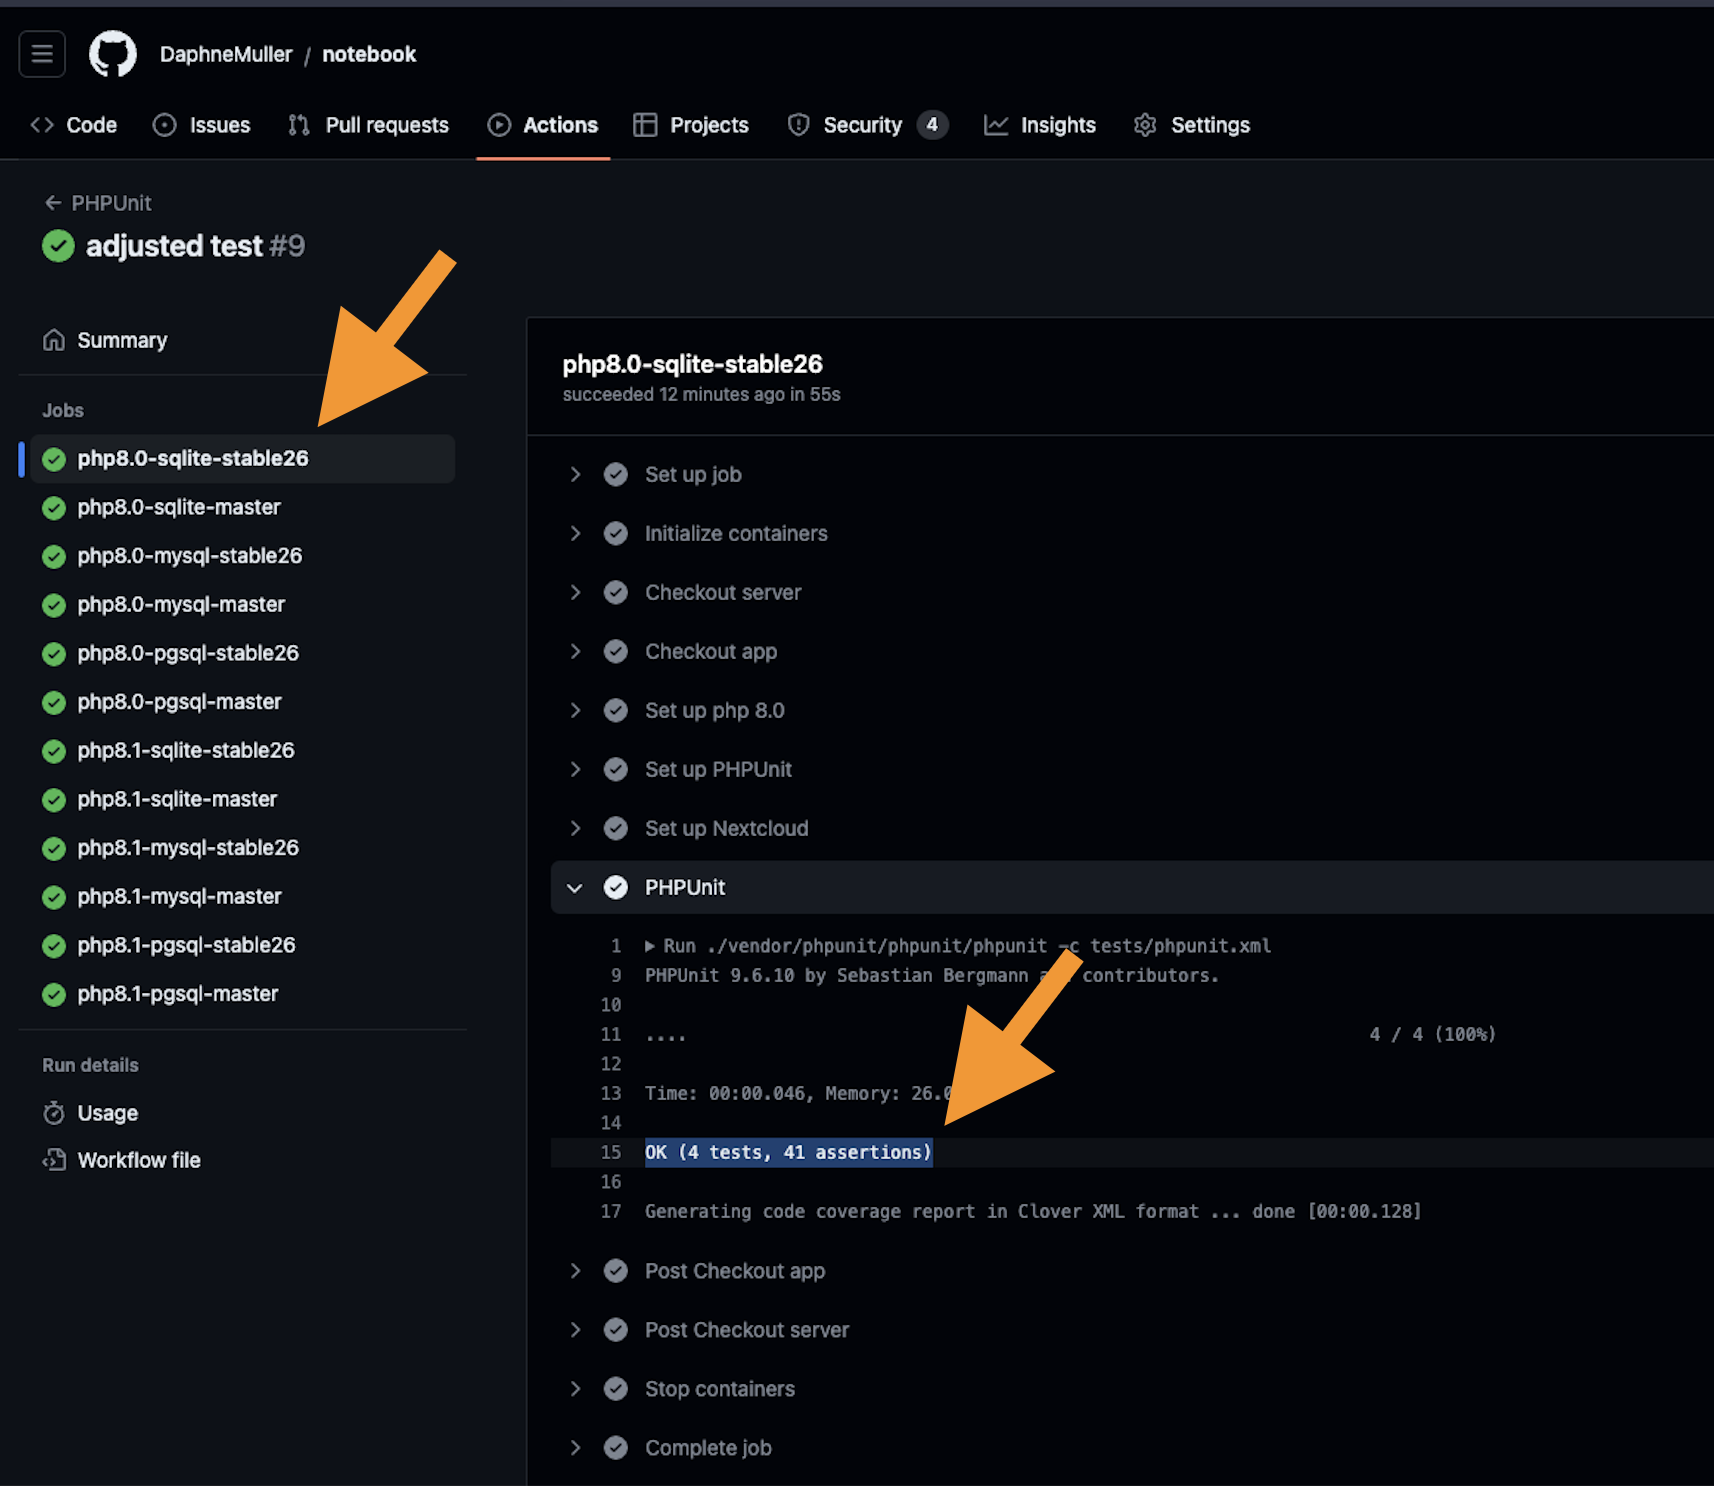 DaphneMuller / notebook
Code Issues Pull requests Actions Projects Security 4 Insights Settings
PHPUnit
adjusted test #9
Summary
Jobs
php8.0-sqlite-stable26
php8.0-sqlite-master
php8.0-mysql-stable26
php8.0-mysql-master
php8.0-pgsql-stable26
php8.0-pgsql-master
php8.1-sqlite-stable26
php8.1-sqlite-master
php8.1-mysql-stable26
php8.1-mysql-master
php8.1-pgsql-stable26
php8.1-pgsql-master
Run details
Usage
Workflow file
php8.0-sqlite-stable26
succeeded 12 minutes ago in 55s
Set up job
Initialize containers
Checkout server
Checkout app
Set up php 8.0
Set up PHPUnit
Set up Nextcloud
PHPUnit
1 Run ./vendor/phpunit/phpunit/phpunit -c tests/phpunit.xml
9 PHPUnit 9.6.10 by Sebastian Bergmann contributors.
10
11 .... 4 / 4 (100%)
12
13 Time: 00:00.046, Memory:
14
15 OK (4 tests, 41 assertions)
16
17 Generating code coverage report in Clover XML format ... done [00:00.128]
Post Checkout app
Post Checkout server
Stop containers
Complete job